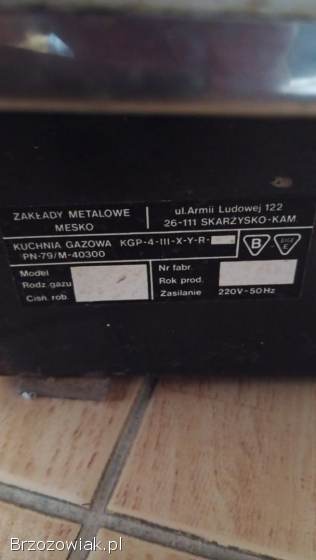 ZAKŁADY METALOWE
MESKO
ul.Armii Ludowej 122
26-111 SKARŻYSKO-KAM
KUCHNIA GAZOWA KGP-4-III-X-Y-R-
PN-79/M-40300
B
E
Model
Rodz.gazu
Ciśn. rob.
Nr fabr.
Rok prod.
Zasilanie 220V-50Hz
Brzozowiak.pl